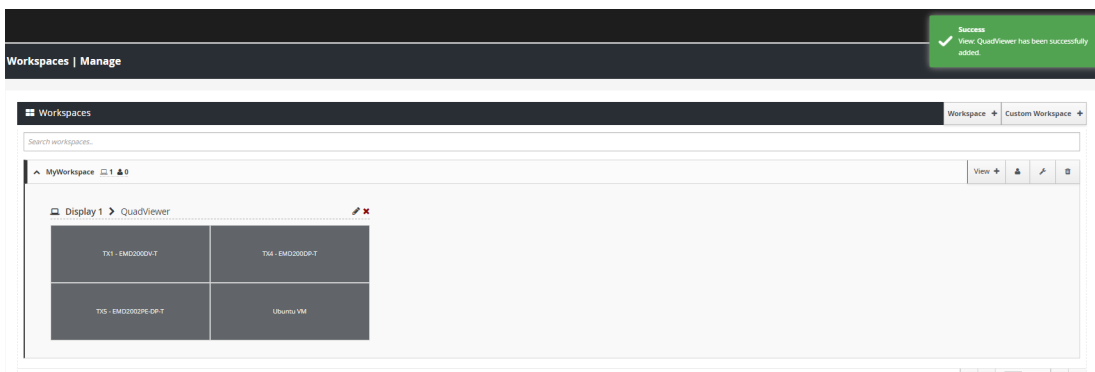 Success
View: QuadViewer has been successfully
added.
Workspaces | Manage
Workspaces
Workspace +
Custom Workspace +
Search workspaces..
MyWorkspace 1 0
View +
Display 1 > QuadViewer
TX1 - EMD200DV-T
TX4 - EMD200DP-T
TX5 - EMD2002PE-DP-T
Ubuntu VM